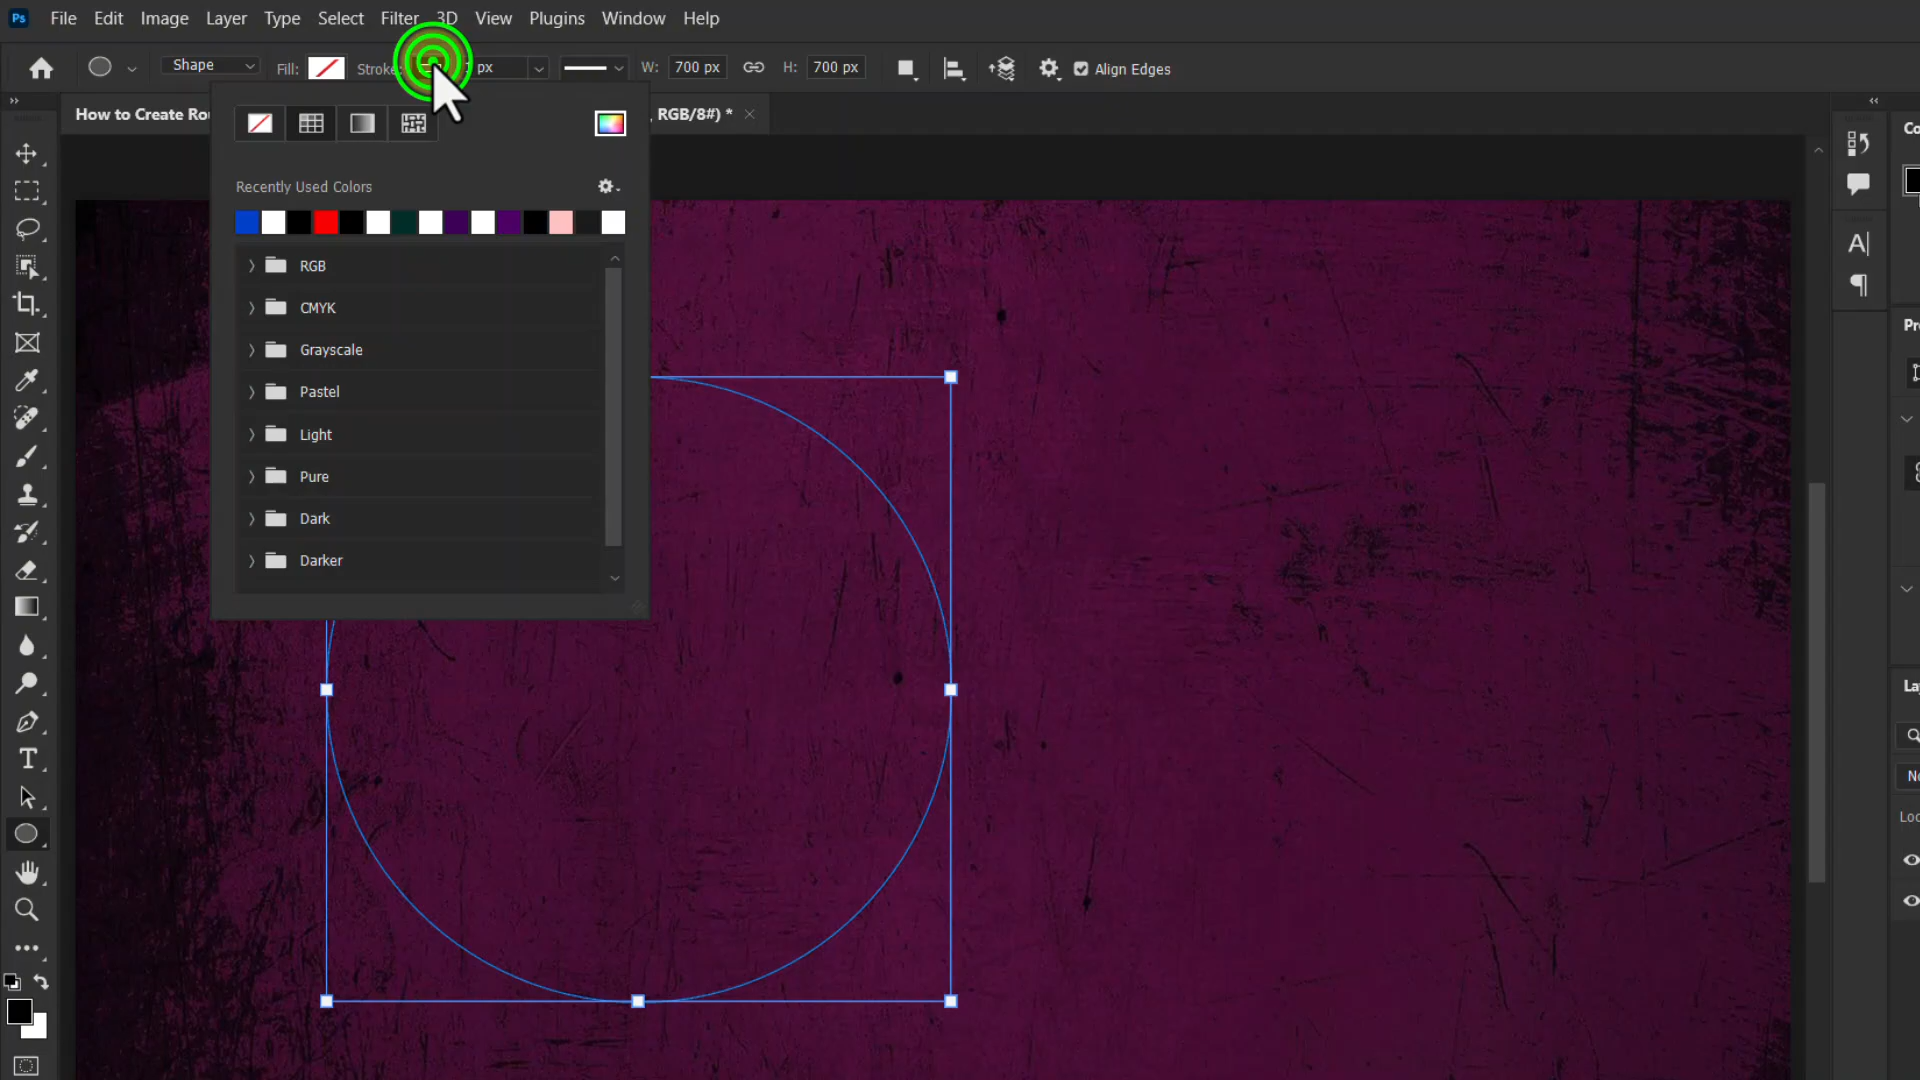 Ps File Edit Image Layer Type Select Filter 3D View Plugins Window Help
Shape Fill: Stroke: px W: 700 px H: 700 px Align Edges
How to Create RGB/8#) *
Recently Used Colors
RGB
CMYK
Grayscale
Pastel
Light
Pure
Dark
Darker